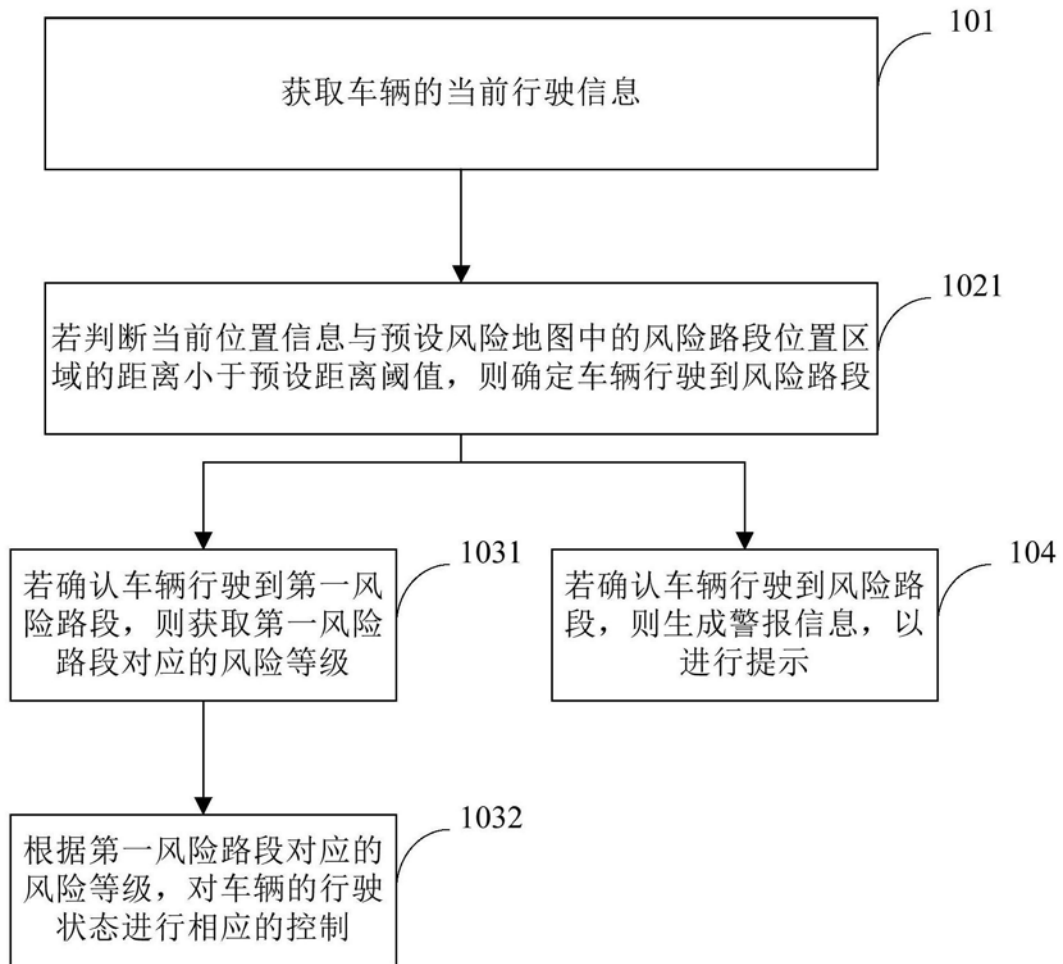 101
获取车辆的当前行驶信息
1021
若判断当前位置信息与预设风险地图中的风险路段位置区
域的距离小于预设距离阈值，则确定车辆行驶到风险路段
1031
若确认车辆行驶到第一风
险路段，则获取第一风险
路段对应的风险等级
104
若确认车辆行驶到风险路
段，则生成警报信息，以
进行提示
1032
根据第一风险路段对应的
风险等级，对车辆的行驶
状态进行相应的控制